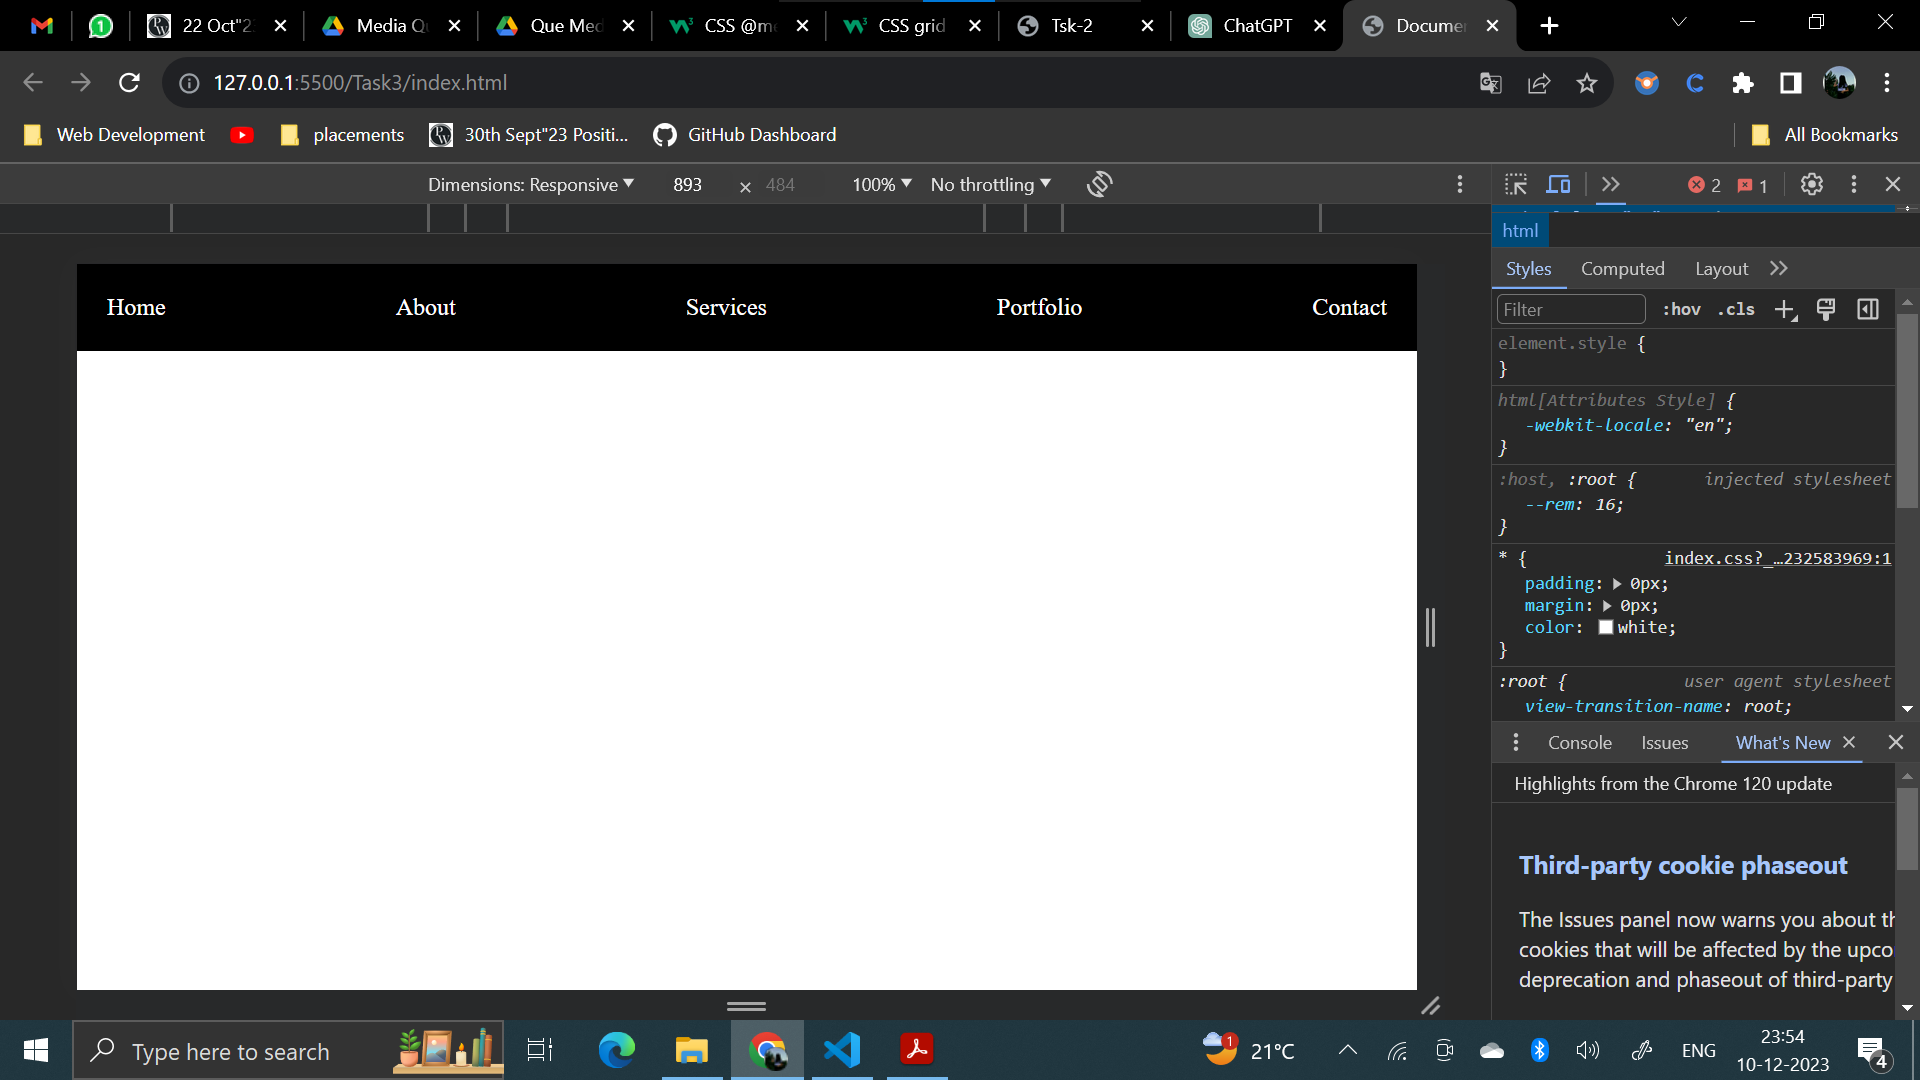 22 Oct"2
Media Qu
Que Med
CSS @me
CSS grid
Tsk-2
ChatGPT
Documen
127.0.0.1:5500/Task3/index.html
Web Development
placements
30th Sept"23 Positi...
GitHub Dashboard
All Bookmarks
Dimensions: Responsive
893
×
484
100%
No throttling
2
1
html
Styles
Computed
Layout
Filter
:hov
.cls
element.style {
}
html[Attributes Style] {
-webkit-locale: "en";
}
:host, :root { injected stylesheet
--rem: 16;
}
* { index.css?_…232583969:1
padding: 0px;
margin: 0px;
color: white;
}
:root { user agent stylesheet
view-transition-name: root;
Console
Issues
What's New
Highlights from the Chrome 120 update
Third-party cookie phaseout
The Issues panel now warns you about th
cookies that will be affected by the upco
deprecation and phaseout of third-party
Home
About
Services
Portfolio
Contact
Type here to search
1
21°C
ENG
23:54
10-12-2023
4